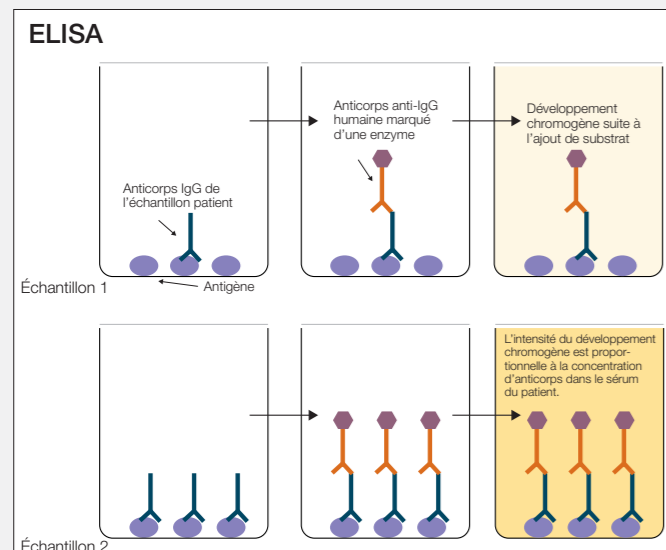 ELISA
Anticorps IgG de
l'échantillon patient
Anticorps anti-IgG
humaine marqué
d'une enzyme
Développement
chromogène suite à
l'ajout de substrat
Échantillon 1
Antigène
L'intensité du développement
chromogène est propor-
tionnelle à la concentration
d'anticorps dans le sérum
du patient.
Échantillon 2